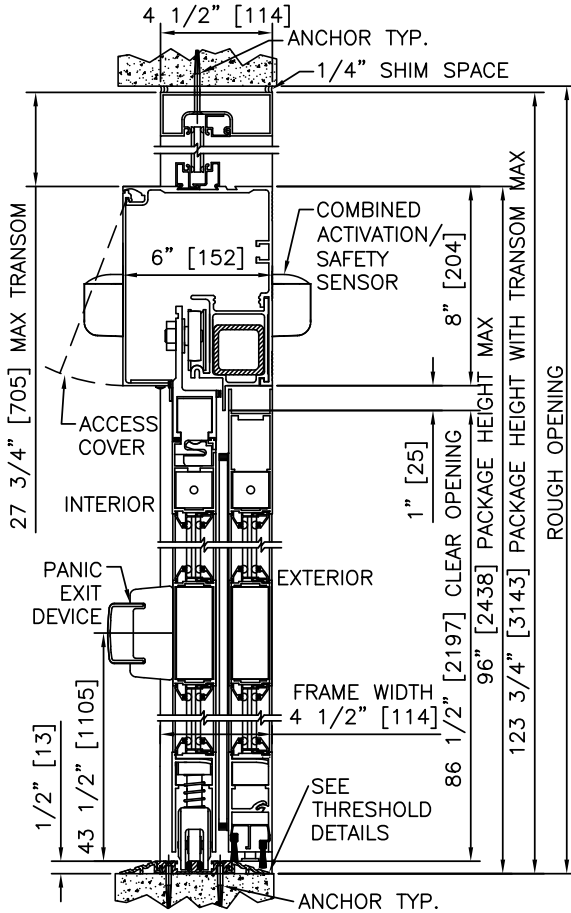 4 1/2" [114]
ANCHOR TYP.
1/4" SHIM SPACE
27 3/4" [705] MAX TRANSOM
6" [152]
COMBINED
ACTIVATION/
SAFETY
SENSOR
8" [204]
ACCESS
COVER
1" [25]
INTERIOR
EXTERIOR
PANIC
EXIT
DEVICE
86 1/2" [2197] CLEAR OPENING
96" [2438] PACKAGE HEIGHT MAX
123 3/4" [3143] PACKAGE HEIGHT WITH TRANSOM MAX
ROUGH OPENING
FRAME WIDTH
4 1/2" [114]
1/2" [13]
43 1/2" [1105]
SEE
THRESHOLD
DETAILS
ANCHOR TYP.